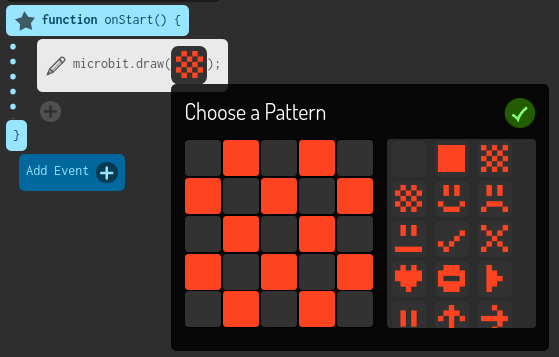 function onStart() {
microbit.draw( );
Choose a Pattern
}
Add Event